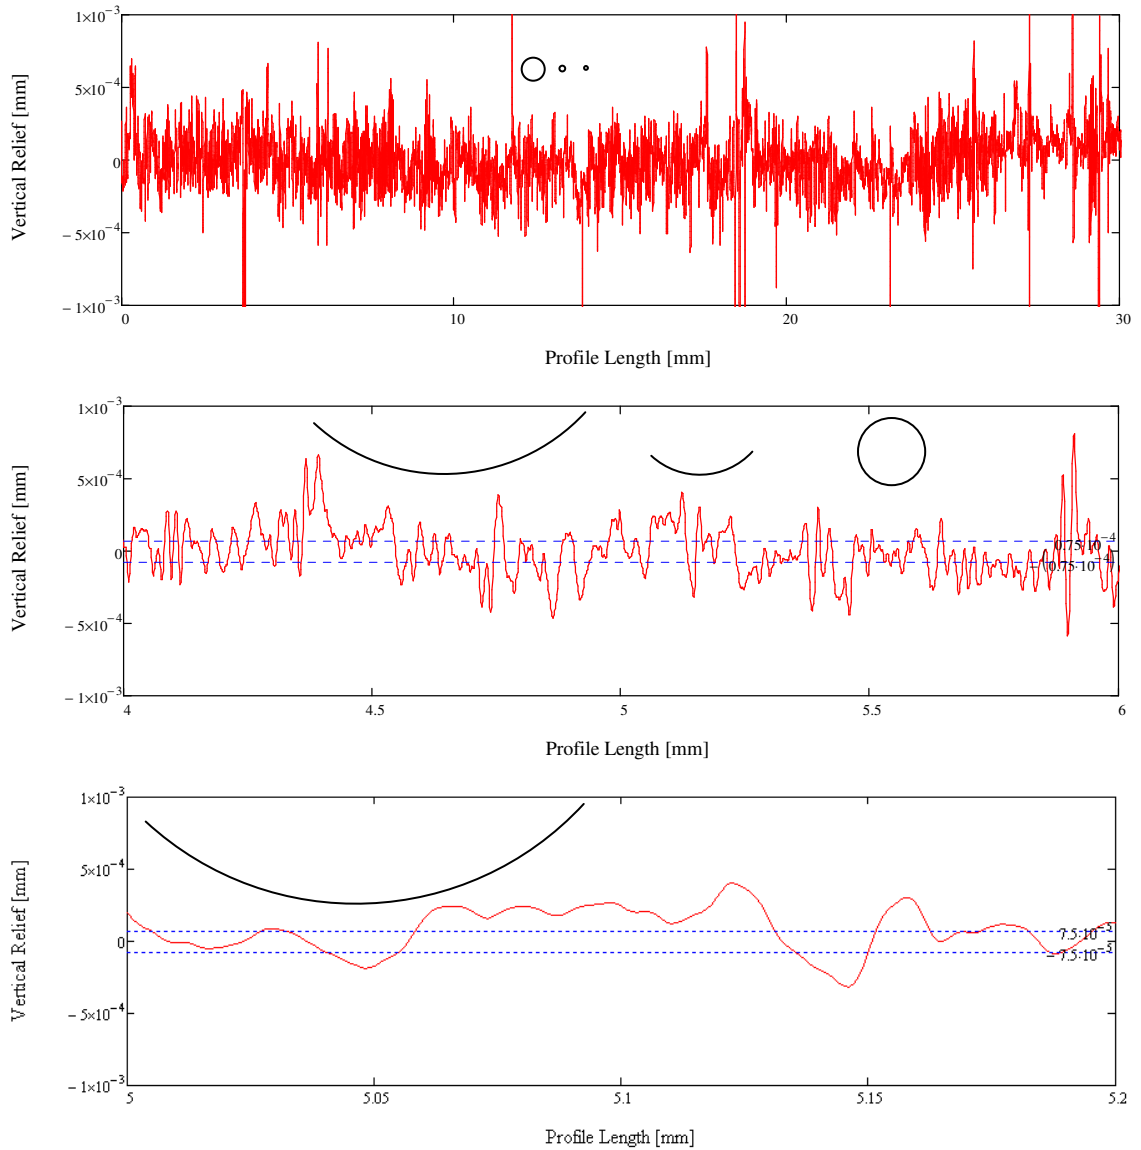 1×10⁻³
5×10⁻⁴
0
− 5×10⁻⁴
− 1×10⁻³
Vertical Relief [mm]
0 10 20 30
Profile Length [mm]
1×10⁻³
5×10⁻⁴
0
− 5×10⁻⁴
− 1×10⁻³
Vertical Relief [mm]
0.75·10⁻⁴
4 4.5 5 5.5 6
Profile Length [mm]
1×10⁻³
5×10⁻⁴
0
− 5×10⁻⁴
− 1×10⁻³
Vertical Relief [mm]
7.5·10⁻⁵
− 7.5·10⁻⁵
5 5.05 5.1 5.15 5.2
Profile Length [mm]